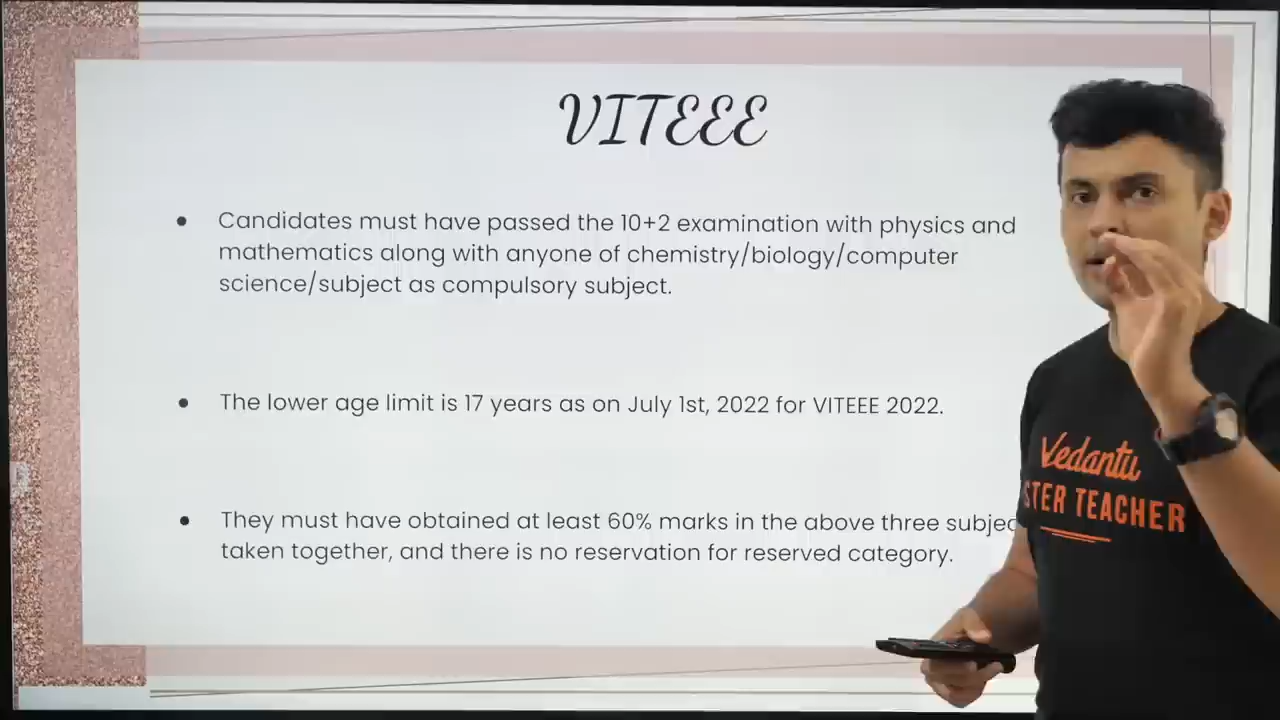 VITEEE
Candidates must have passed the 10+2 examination with physics and
mathematics along with anyone of chemistry/biology/computer
science/subject as compulsory subject.
The lower age limit is 17 years as on July 1st, 2022 for VITEEE 2022.
They must have obtained at least 60% marks in the above three subjec
taken together, and there is no reservation for reserved category.
Vedantu
STER TEACHER